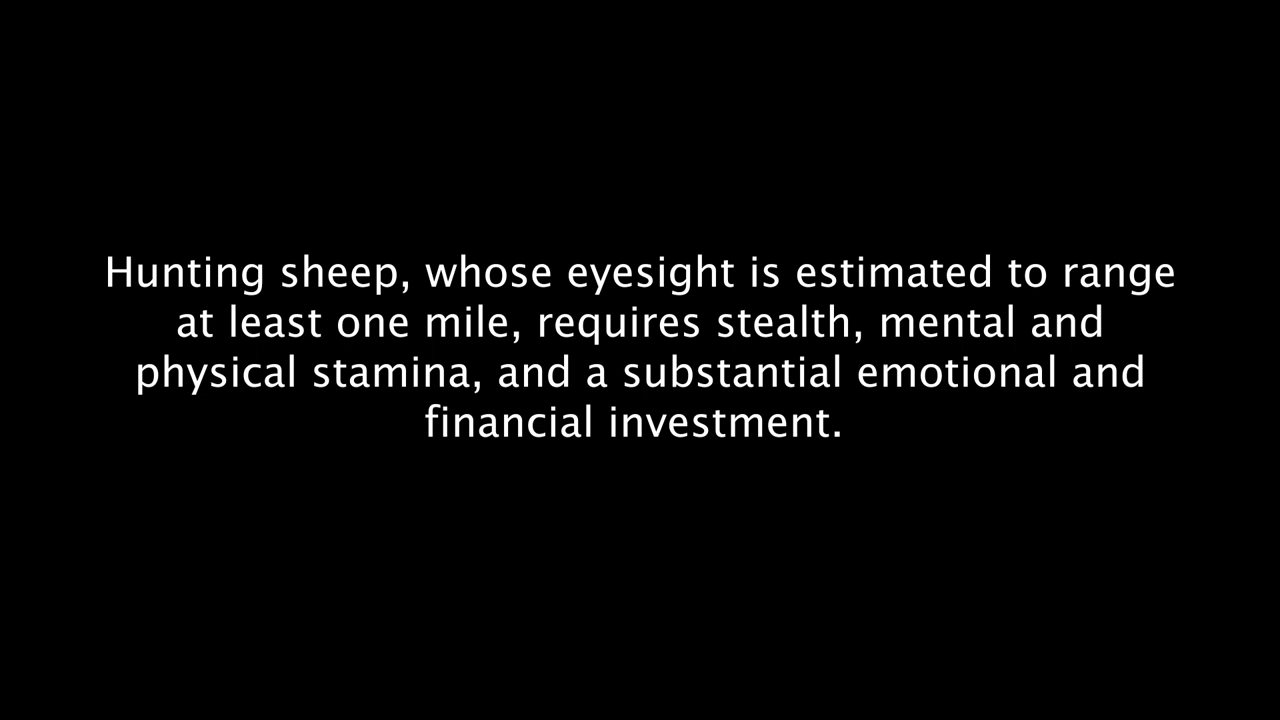 Hunting sheep, whose eyesight is estimated to range
at least one mile, requires stealth, mental and
physical stamina, and a substantial emotional and
financial investment.